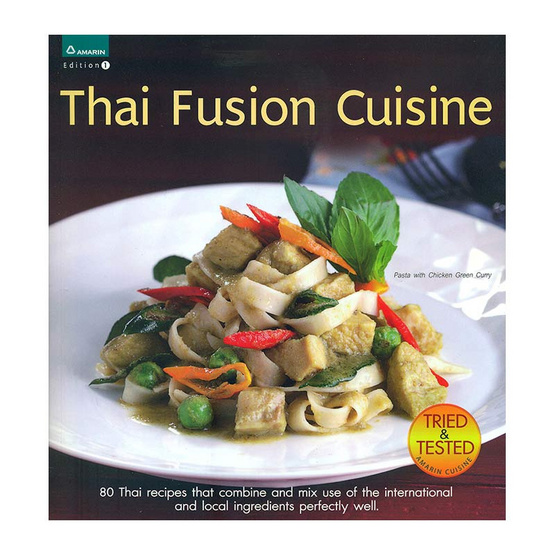 AMARIN
Edition 1
Thai Fusion Cuisine
Pasta with Chicken Green Curry
TRIED
&
TESTED
AMARIN CUISINE
80 Thai recipes that combine and mix use of the international
and local ingredients perfectly well.